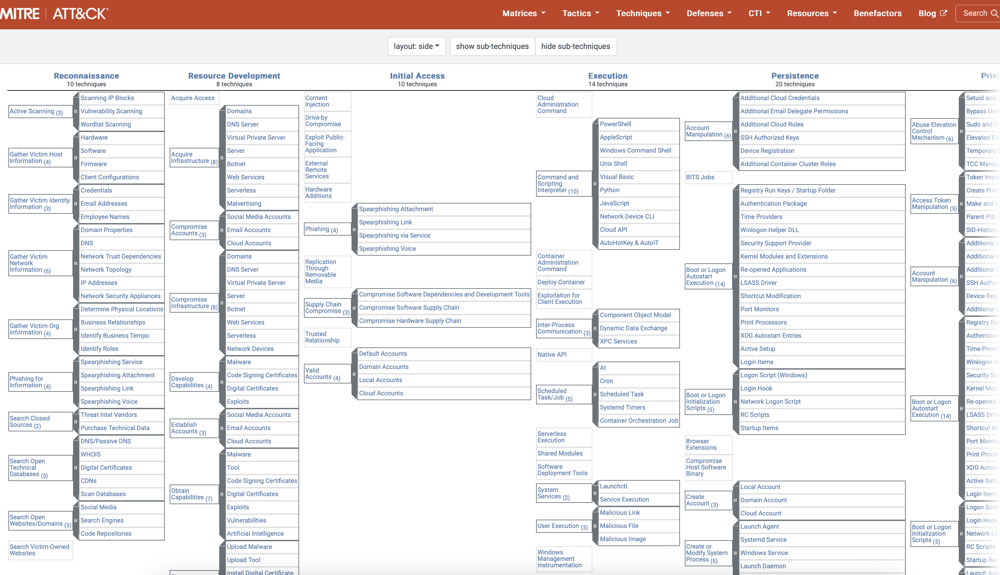 MITRE | ATT&CK®
Matrices
Tactics
Techniques
Defenses
CTI
Resources
Benefactors
Blog
Search
layout: side
show sub-techniques
hide sub-techniques
Reconnaissance
10 techniques
Active Scanning (3)
Scanning IP Blocks
Vulnerability Scanning
Wordlist Scanning
Gather Victim Host
Information (4)
Hardware
Software
Firmware
Client Configurations
Gather Victim Identity
Information (3)
Credentials
Email Addresses
Employee Names
Gather Victim
Network
Information (6)
Domain Properties
DNS
Network Trust Dependencies
Network Topology
IP Addresses
Network Security Appliances
Gather Victim Org
Information (4)
Determine Physical Locations
Business Relationships
Identify Business Tempo
Identify Roles
Phishing for
Information (4)
Spearphishing Service
Spearphishing Attachment
Spearphishing Link
Spearphishing Voice
Search Closed
Sources (2)
Threat Intel Vendors
Purchase Technical Data
Search Open
Technical
Databases (5)
DNS/Passive DNS
WHOIS
Digital Certificates
CDNs
Scan Databases
Search Open
Websites/Domains (3)
Social Media
Search Engines
Code Repositories
Search Victim-Owned
Websites
Resource Development
8 techniques
Acquire Access
Acquire
Infrastructure (8)
Domains
DNS Server
Virtual Private Server
Server
Botnet
Web Services
Serverless
Malvertising
Compromise
Accounts (3)
Social Media Accounts
Email Accounts
Cloud Accounts
Compromise
Infrastructure (8)
Domains
DNS Server
Virtual Private Server
Server
Botnet
Web Services
Serverless
Network Devices
Develop
Capabilities (4)
Malware
Code Signing Certificates
Digital Certificates
Exploits
Establish
Accounts (3)
Social Media Accounts
Email Accounts
Cloud Accounts
Obtain
Capabilities (7)
Malware
Tool
Code Signing Certificates
Digital Certificates
Exploits
Vulnerabilities
Artificial Intelligence
Upload Malware
Upload Tool
Install Digital Certificate
Initial Access
10 techniques
Content
Injection
Drive-by
Compromise
Exploit Public-
Facing
Application
External
Remote
Services
Hardware
Additions
Phishing (4)
Spearphishing Attachment
Spearphishing Link
Spearphishing via Service
Spearphishing Voice
Replication
Through
Removable
Media
Supply Chain
Compromise (3)
Compromise Software Dependencies and Development Tools
Compromise Software Supply Chain
Compromise Hardware Supply Chain
Trusted
Relationship
Valid
Accounts (4)
Default Accounts
Domain Accounts
Local Accounts
Cloud Accounts
Execution
14 techniques
Cloud
Administration
Command
Command and
Scripting
Interpreter (10)
PowerShell
AppleScript
Windows Command Shell
Unix Shell
Visual Basic
Python
JavaScript
Network Device CLI
Cloud API
AutoHotKey & AutoIT
Container
Administration
Command
Deploy Container
Exploitation for
Client Execution
Inter-Process
Communication (3)
Component Object Model
Dynamic Data Exchange
XPC Services
Native API
Scheduled
Task/Job (5)
At
Cron
Scheduled Task
Systemd Timers
Container Orchestration Job
Serverless
Execution
Shared Modules
Software
Deployment Tools
System
Services (2)
Launchctl
Service Execution
User Execution (3)
Malicious Link
Malicious File
Malicious Image
Windows
Management
Instrumentation
Persistence
20 techniques
Account
Manipulation (6)
Additional Cloud Credentials
Additional Email Delegate Permissions
Additional Cloud Roles
SSH Authorized Keys
Device Registration
Additional Container Cluster Roles
BITS Jobs
Boot or Logon
Autostart
Execution (14)
Registry Run Keys / Startup Folder
Authentication Package
Time Providers
Winlogon Helper DLL
Security Support Provider
Kernel Modules and Extensions
Re-opened Applications
LSASS Driver
Shortcut Modification
Port Monitors
Print Processors
XDG Autostart Entries
Active Setup
Login Items
Boot or Logon
Initialization
Scripts (5)
Logon Script (Windows)
Login Hook
Network Logon Script
RC Scripts
Startup Items
Browser
Extensions
Compromise
Host Software
Binary
Create
Account (3)
Local Account
Domain Account
Cloud Account
Create or
Modify System
Process (5)
Launch Agent
Systemd Service
Windows Service
Launch Daemon
Privi
Abuse Elevation
Control
Mechanism (6)
Setuid and
Bypass
Sudo and
Elevated
Temporary
TCC
Access Token
Manipulation (5)
Token
Create
Make and
Parent PID
SID-History
Account
Manipulation (6)
Additional
Additional
Additional
SSH
Device
Additional
Boot or Logon
Autostart
Execution (14)
Registry
Time
Winlogon
Security
Kernel
Re-opened
LSASS
Shortcut
Port
Print
XDG
Active
Login Items
Boot or Logon
Initialization
Scripts (5)
Logon
Login Hook
Network
RC Scripts
Startup
Launch